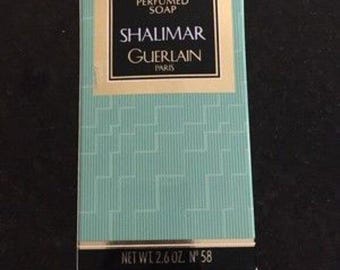 PERFUMED
SOAP
SHALIMAR
GUERLAIN
PARIS
NET WT. 2.6 OZ. Nº 58